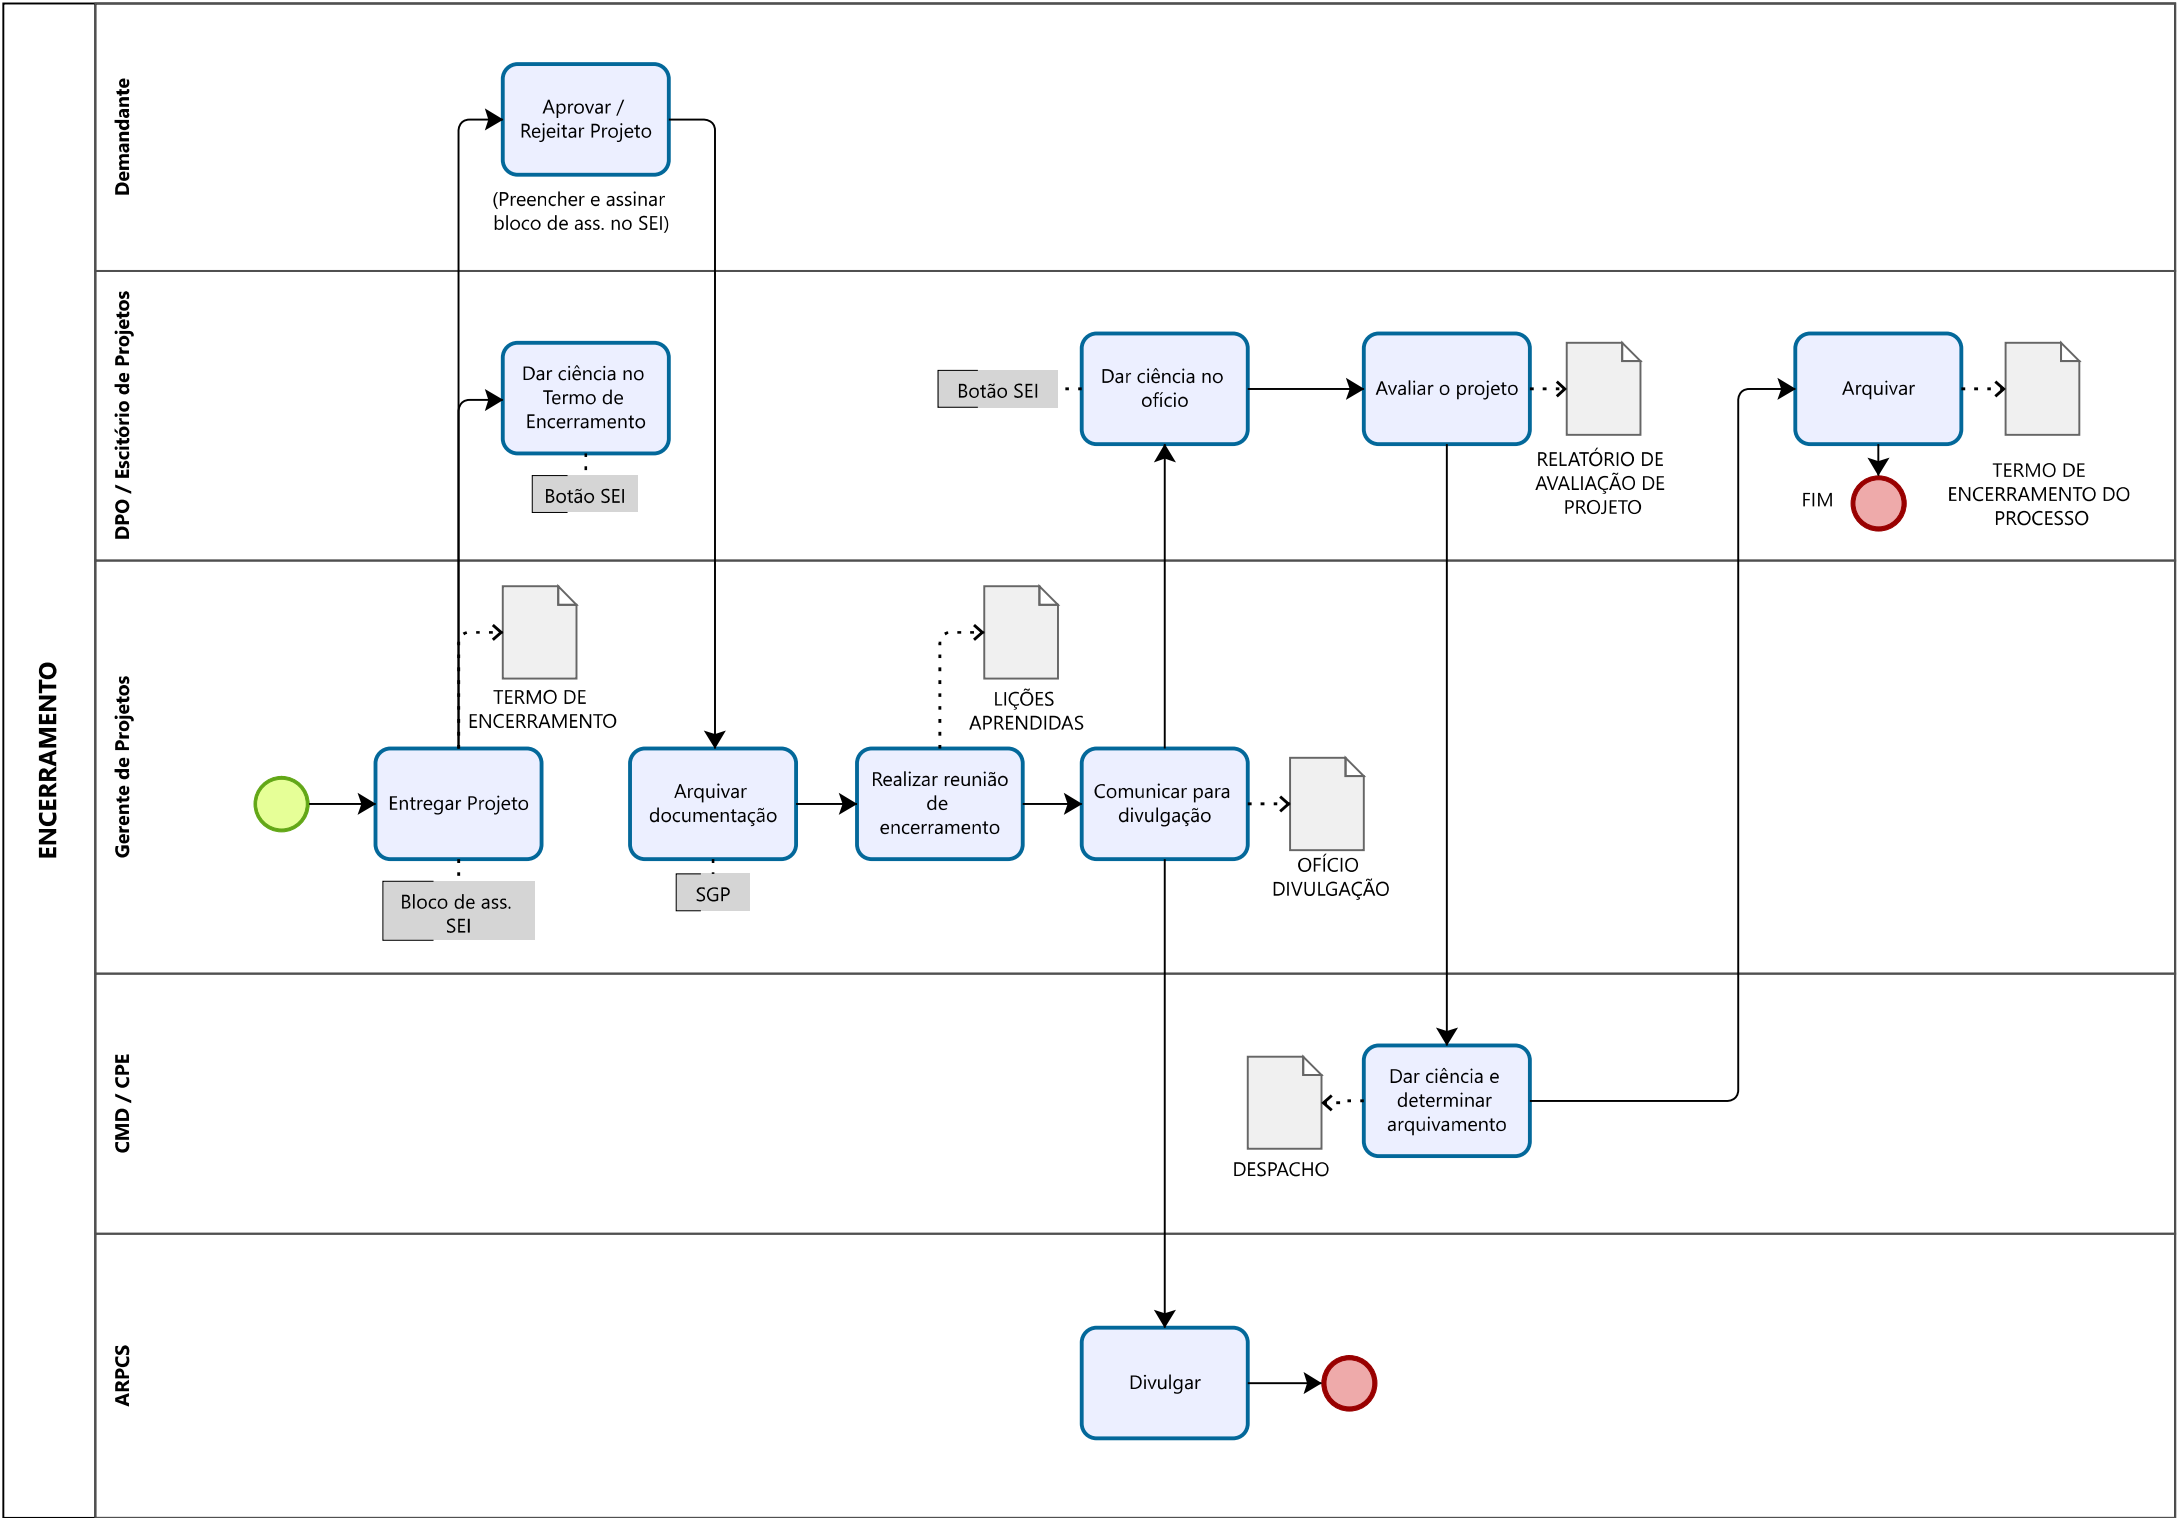 ENCERRAMENTO
Demandante
Aprovar /
Rejeitar Projeto
(Preencher e assinar
bloco de ass. no SEI)
DPO / Escitório de Projetos
Dar ciência no
Termo de
Encerramento
Botão SEI
Botão SEI
Dar ciência no
ofício
Avaliar o projeto
RELATÓRIO DE
AVALIAÇÃO DE
PROJETO
Arquivar
FIM
TERMO DE
ENCERRAMENTO DO
PROCESSO
Gerente de Projetos
TERMO DE
ENCERRAMENTO
Entregar Projeto
Bloco de ass.
SEI
Arquivar
documentação
SGP
LIÇÕES
APRENDIDAS
Realizar reunião
de
encerramento
Comunicar para
divulgação
OFÍCIO
DIVULGAÇÃO
CMD / CPE
DESPACHO
Dar ciência e
determinar
arquivamento
ARPCS
Divulgar